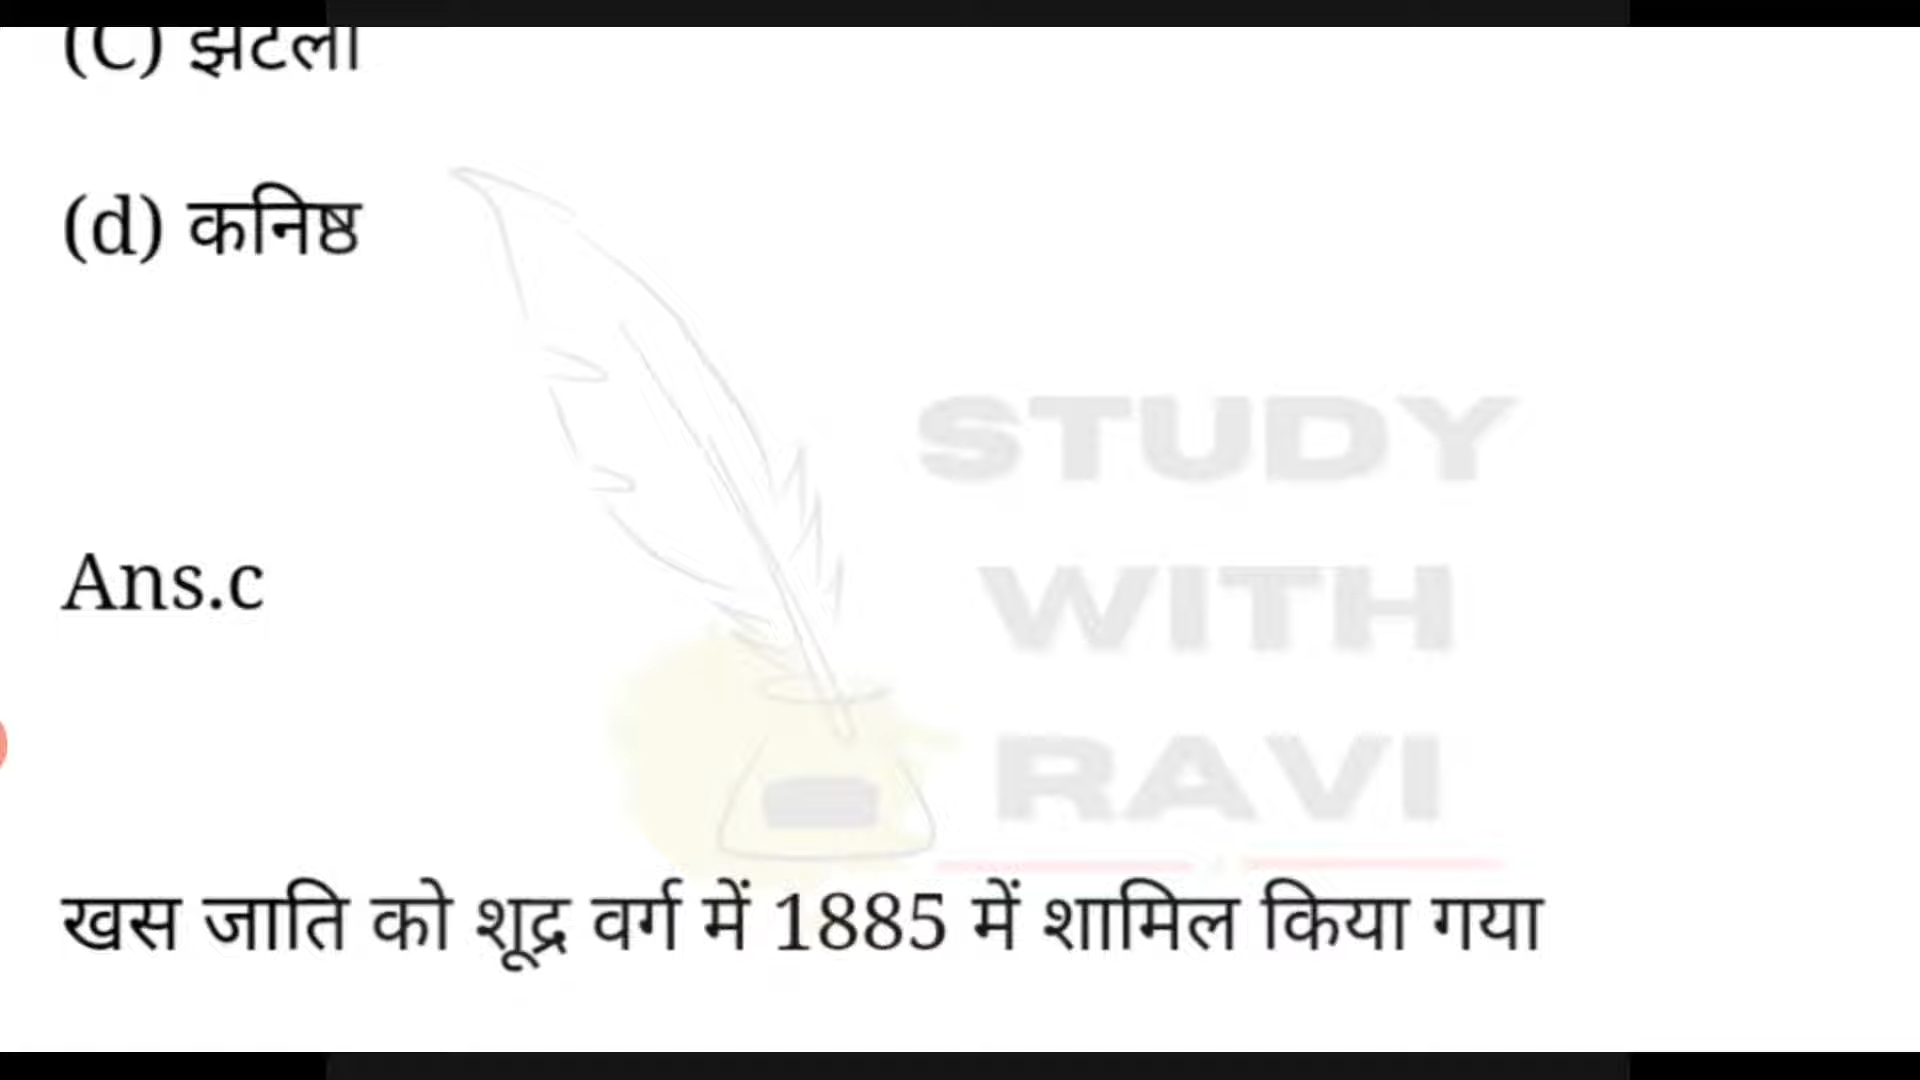 (C) झटला
(d) कनिष्ठ
STUDY
Ans.c
WITH
RAVI
खस जाति को शूद्र वर्ग में 1885 में शामिल किया गया